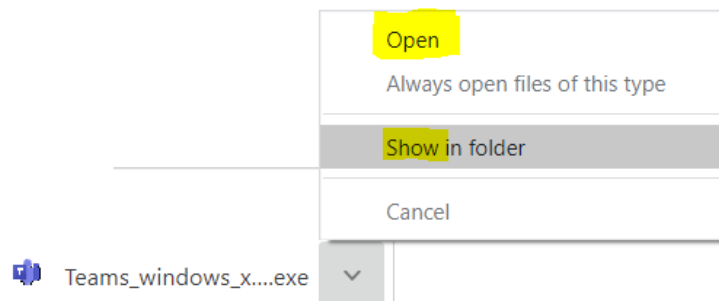 Open
Always open files of this type
Show in folder
Cancel
Teams_windows_x....exe